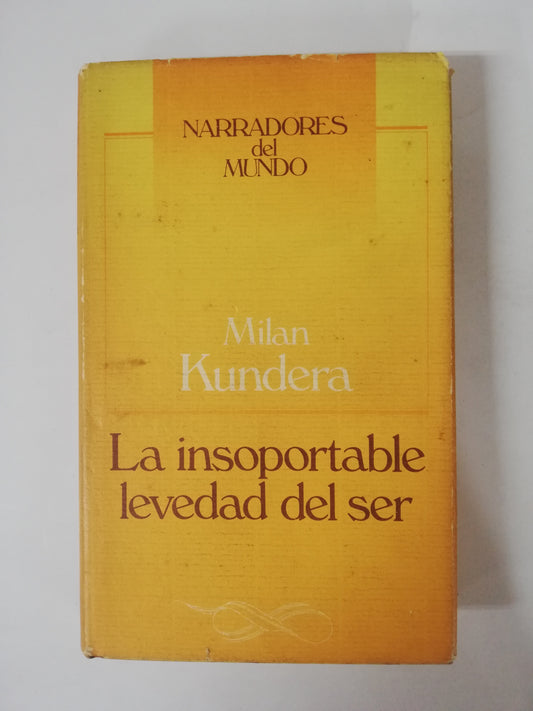 NARRADORES
del
MUNDO
Milan
Kundera
La insoportable
levedad del ser